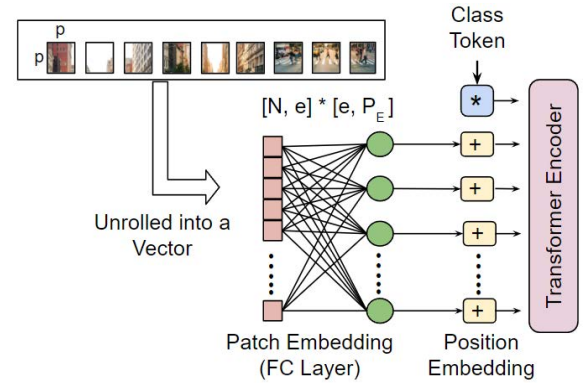 p
p
Class
Token
*
[N, e] * [e, P_E]
+
+
+
+
Unrolled into a
Vector
Transformer Encoder
Patch Embedding
(FC Layer)
Position
Embedding